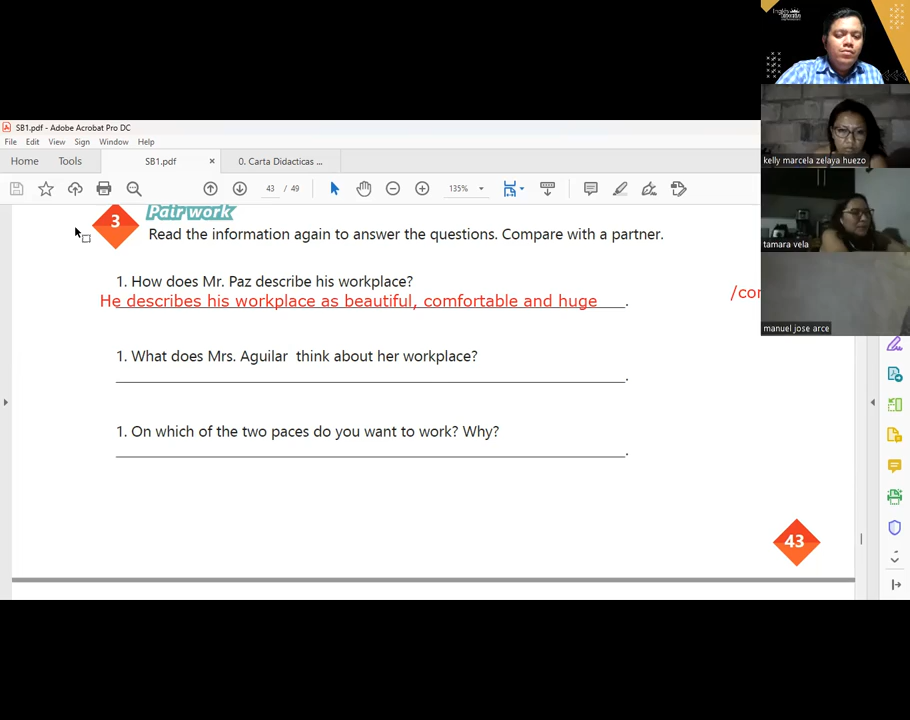 SB1.pdf - Adobe Acrobat Pro DC
File Edit View Sign Window Help
Home Tools SB1.pdf × 0. Carta Didacticas ...
43 / 49 135%
3 Pair work
Read the information again to answer the questions. Compare with a partner.
1. How does Mr. Paz describe his workplace?
He describes his workplace as beautiful, comfortable and huge .
/co
1. What does Mrs. Aguilar think about her workplace?
.
1. On which of the two paces do you want to work? Why?
.
43
Inglés
kelly marcela zelaya huezo
tamara vela
manuel jose arce